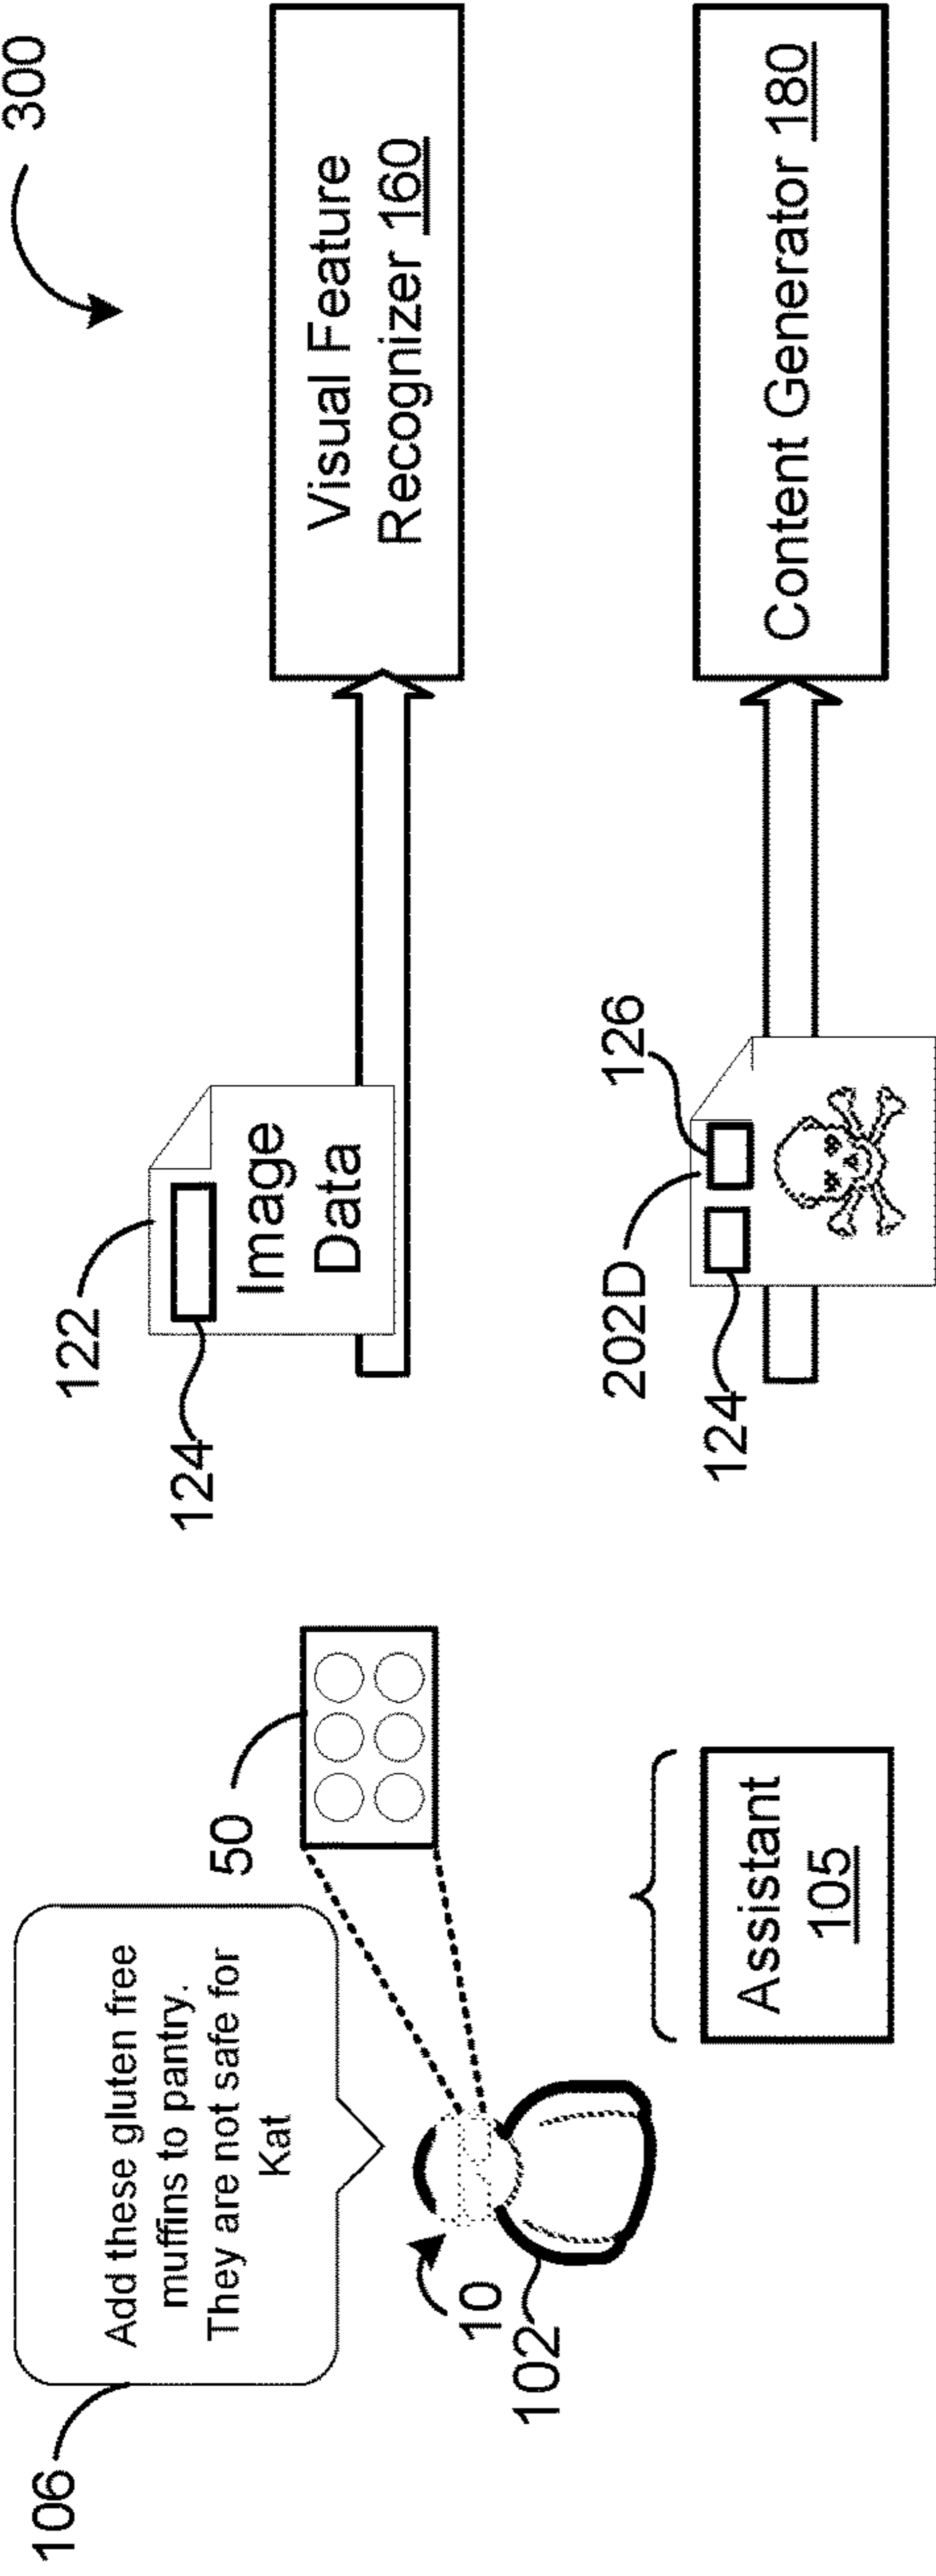 300
106
Add these gluten free
muffins to pantry.
They are not safe for
Kat
50
10
102
Assistant
105
122
124
Image
Data
Visual Feature
Recognizer 160
202D
126
124
Content Generator 180